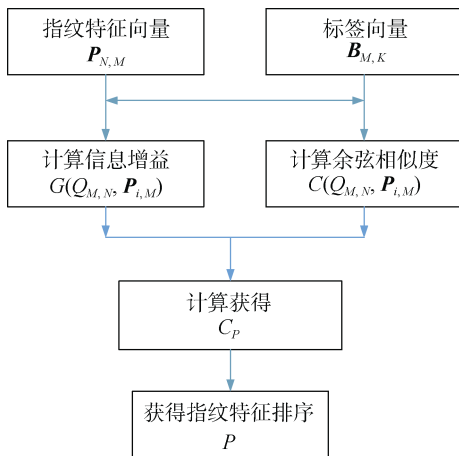 指纹特征向量
P_{N, M}
标签向量
B_{M, K}
计算信息增益
G(Q_{M, N}, P_{i, M})
计算余弦相似度
C(Q_{M, N}, P_{i, M})
计算获得
C_P
获得指纹特征排序
P